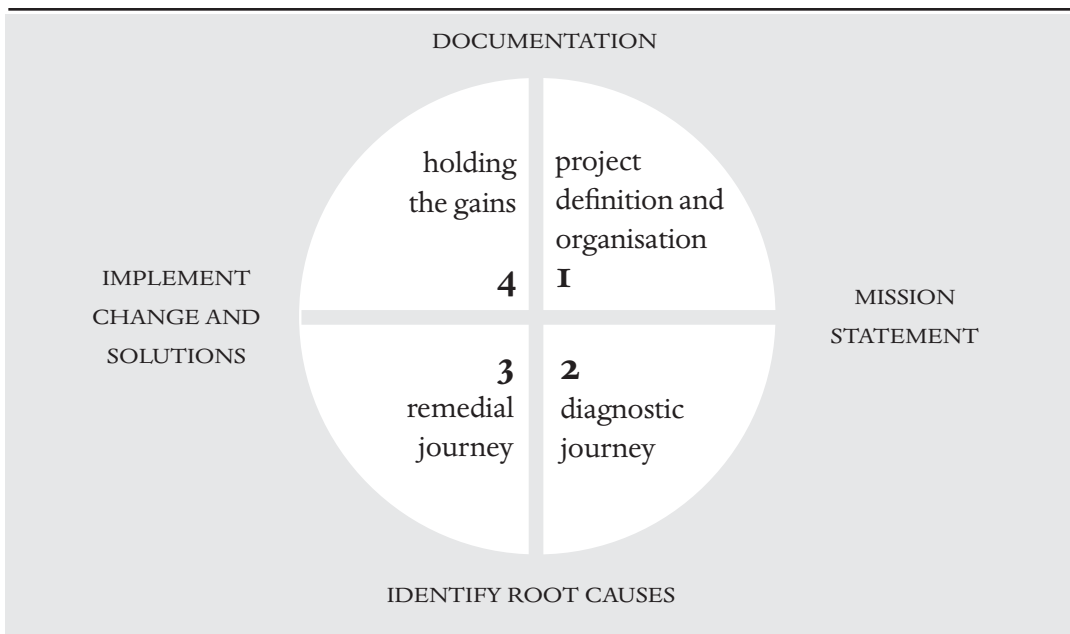 DOCUMENTATION
holding
the gains
4
project
definition and
organisation
1
IMPLEMENT
CHANGE AND
SOLUTIONS
MISSION
STATEMENT
3
remedial
journey
2
diagnostic
journey
IDENTIFY ROOT CAUSES